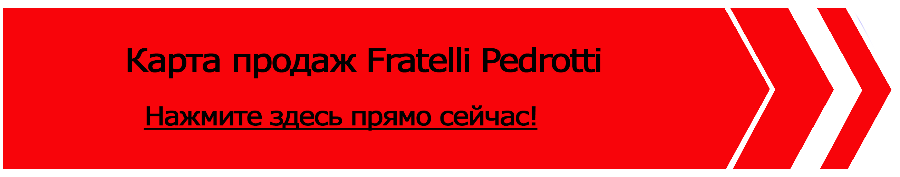 Карта продаж Fratelli Pedrotti
Нажмите здесь прямо сейчас!